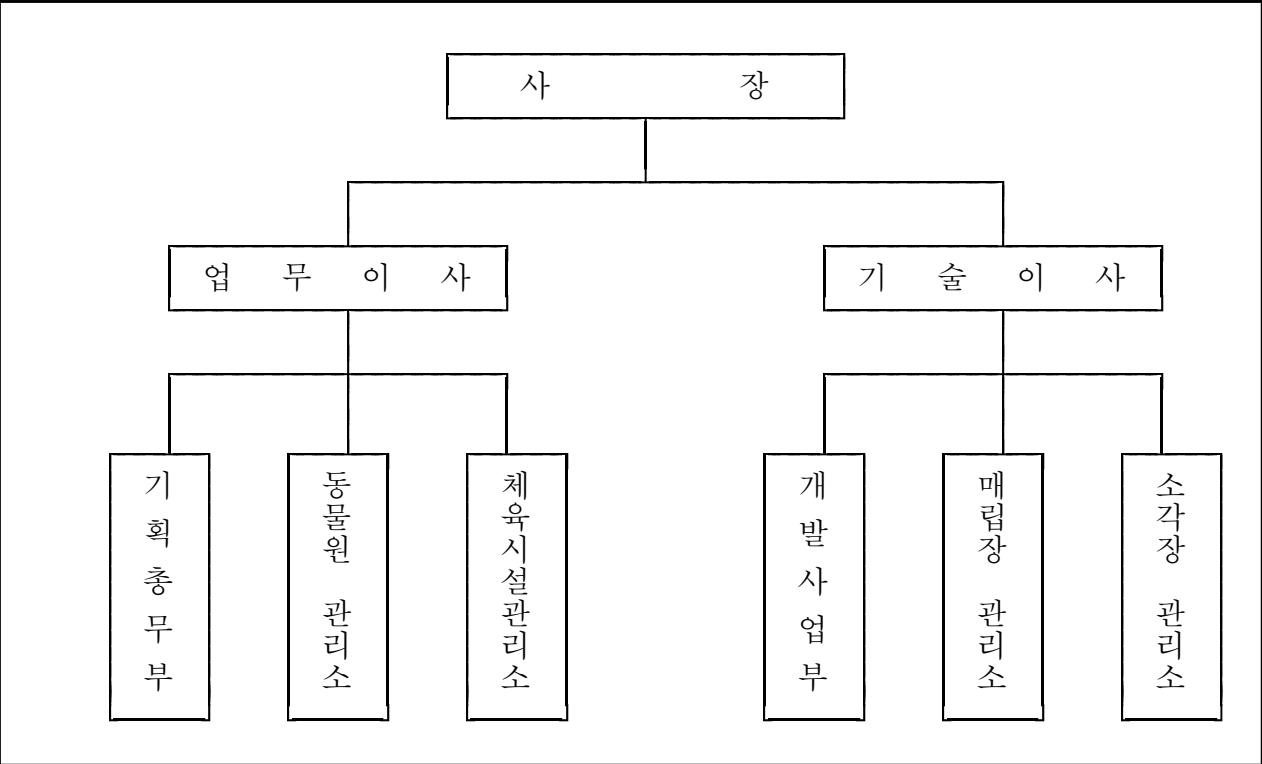 사 장
업 무 이 사
기 술 이 사
기획총무부
동물원 관리소
체육시설관리소
개발사업부
매립장 관리소
소각장 관리소